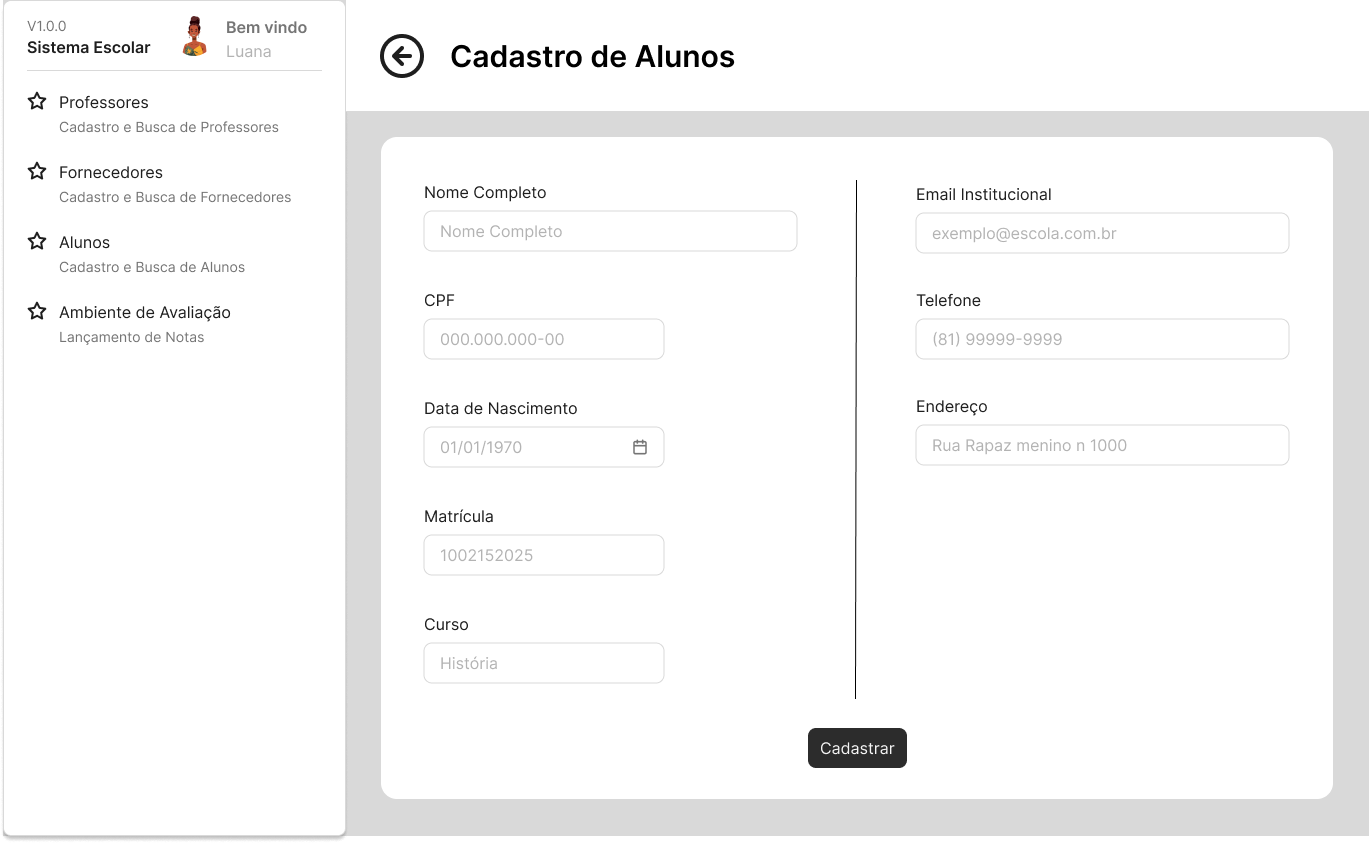 V1.0.0
Sistema Escolar
Bem vindo
Luana
Professores
Cadastro e Busca de Professores
Fornecedores
Cadastro e Busca de Fornecedores
Alunos
Cadastro e Busca de Alunos
Ambiente de Avaliação
Lançamento de Notas
Cadastro de Alunos
Nome Completo
Nome Completo
CPF
000.000.000-00
Data de Nascimento
01/01/1970
Matrícula
1002152025
Curso
História
Email Institucional
exemplo@escola.com.br
Telefone
(81) 99999-9999
Endereço
Rua Rapaz menino n 1000
Cadastrar